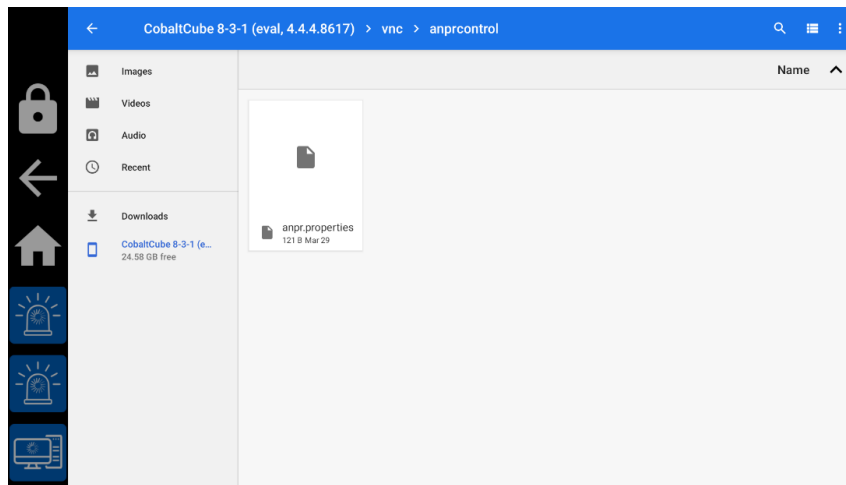 CobaltCube 8-3-1 (eval, 4.4.4.8617) > vnc > anprcontrol
Images
Videos
Audio
Recent
Downloads
CobaltCube 8-3-1 (e...
24.58 GB free
Name
anpr.properties
121 B Mar 29